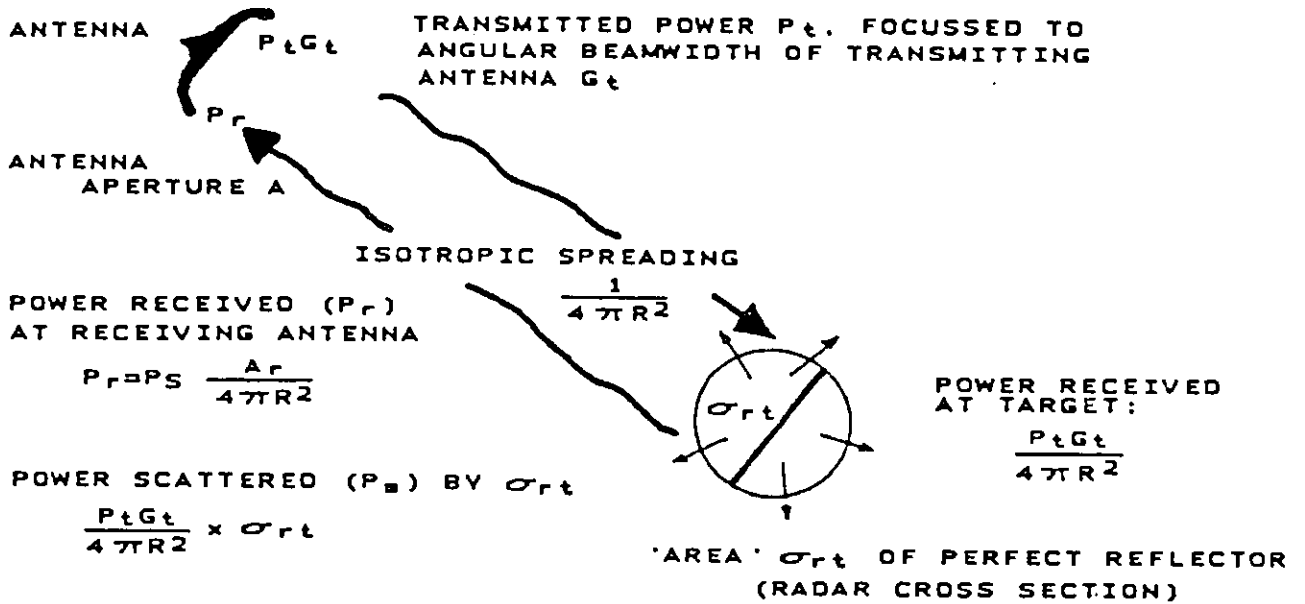 ANTENNA
PtGt
TRANSMITTED POWER Pt. FOCUSSED TO
ANGULAR BEAMWIDTH OF TRANSMITTING
ANTENNA Gt
Pr
ANTENNA
APERTURE A
ISOTROPIC SPREADING
1
4πR²
POWER RECEIVED (Pr)
AT RECEIVING ANTENNA
Pr=PS Ar
4πR²
σrt
POWER RECEIVED
AT TARGET:
PtGt
4πR²
POWER SCATTERED (Ps) BY σrt
PtGt × σrt
4πR²
'AREA' σrt OF PERFECT REFLECTOR
(RADAR CROSS SECTION)